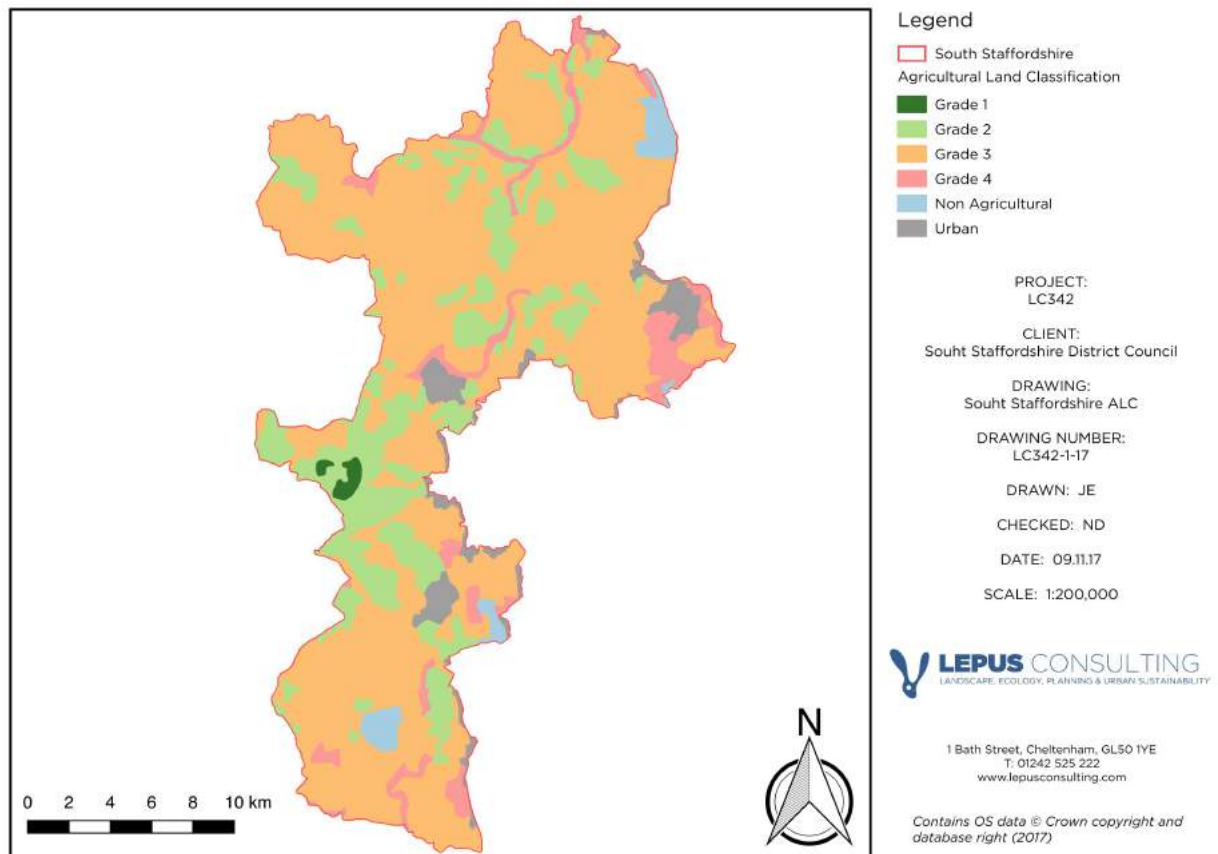 Legend
South Staffordshire
Agricultural Land Classification
Grade 1
Grade 2
Grade 3
Grade 4
Non Agricultural
Urban
PROJECT:
LC342
CLIENT:
Souht Staffordshire District Council
DRAWING:
Souht Staffordshire ALC
DRAWING NUMBER:
LC342-1-17
DRAWN: JE
CHECKED: ND
DATE: 09.11.17
SCALE: 1:200,000
LEPUS CONSULTING
LANDSCAPE, ECOLOGY, PLANNING & URBAN SUSTAINABILITY
1 Bath Street, Cheltenham, GL50 1YE
T: 01242 525 222
www.lepusconsulting.com
Contains OS data © Crown copyright and
database right (2017)
N
0 2 4 6 8 10 km